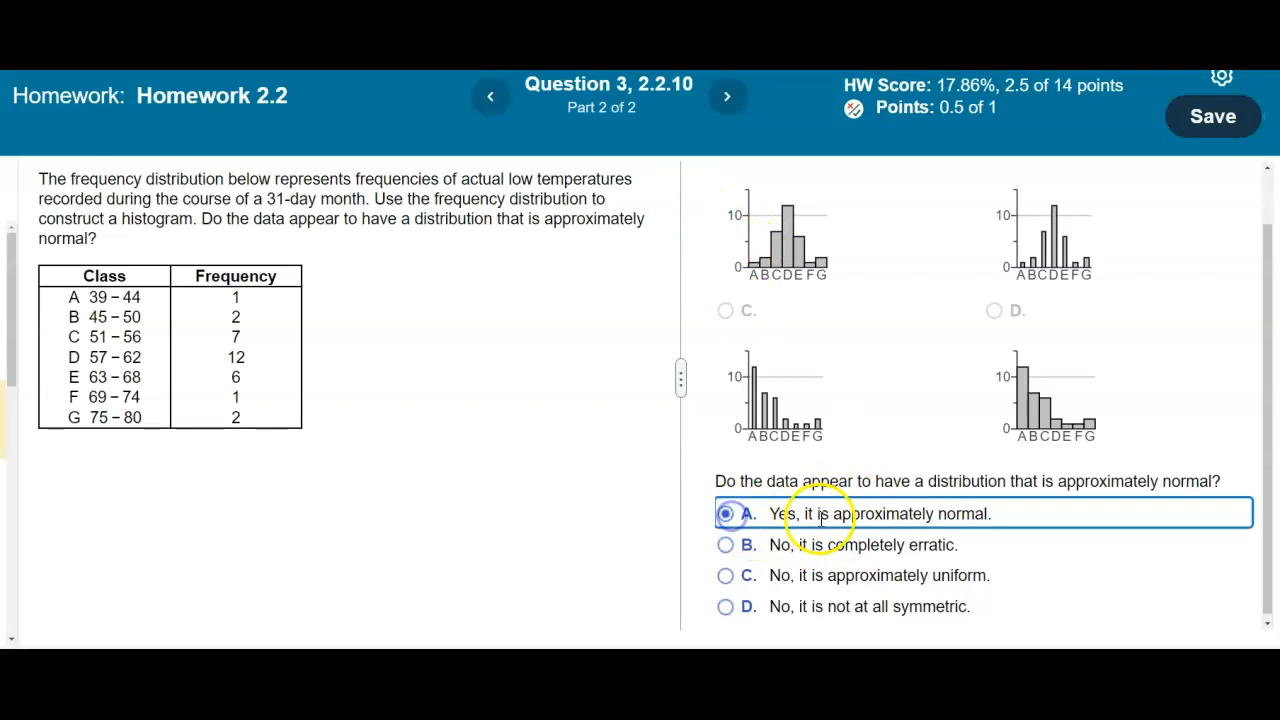 Homework: Homework 2.2
Question 3, 2.2.10
Part 2 of 2
HW Score: 17.86%, 2.5 of 14 points
Points: 0.5 of 1
Save
The frequency distribution below represents frequencies of actual low temperatures
recorded during the course of a 31-day month. Use the frequency distribution to
construct a histogram. Do the data appear to have a distribution that is approximately
normal?
Class Frequency
A 39 – 44 1
B 45 – 50 2
C 51 – 56 7
D 57 – 62 12
E 63 – 68 6
F 69 – 74 1
G 75 – 80 2
10
0
A B C D E F G
10
0
A B C D E F G
C.
D.
10
0
A B C D E F G
10
0
A B C D E F G
Do the data appear to have a distribution that is approximately normal?
A. Yes, it is approximately normal.
B. No, it is completely erratic.
C. No, it is approximately uniform.
D. No, it is not at all symmetric.